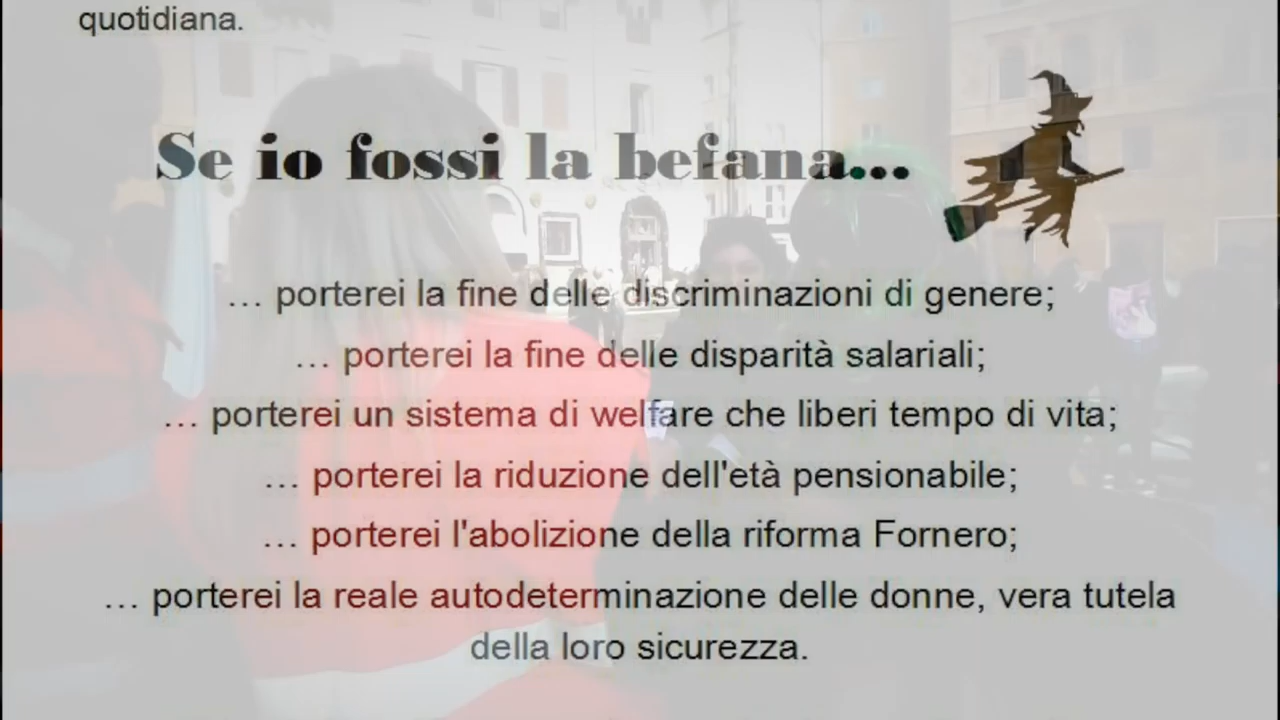 quotidiana.
Se io fossi la befana...
... porterei la fine delle discriminazioni di genere;
... porterei la fine delle disparità salariali;
... porterei un sistema di welfare che liberi tempo di vita;
... porterei la riduzione dell'età pensionabile;
... porterei l'abolizione della riforma Fornero;
... porterei la reale autodeterminazione delle donne, vera tutela
della loro sicurezza.